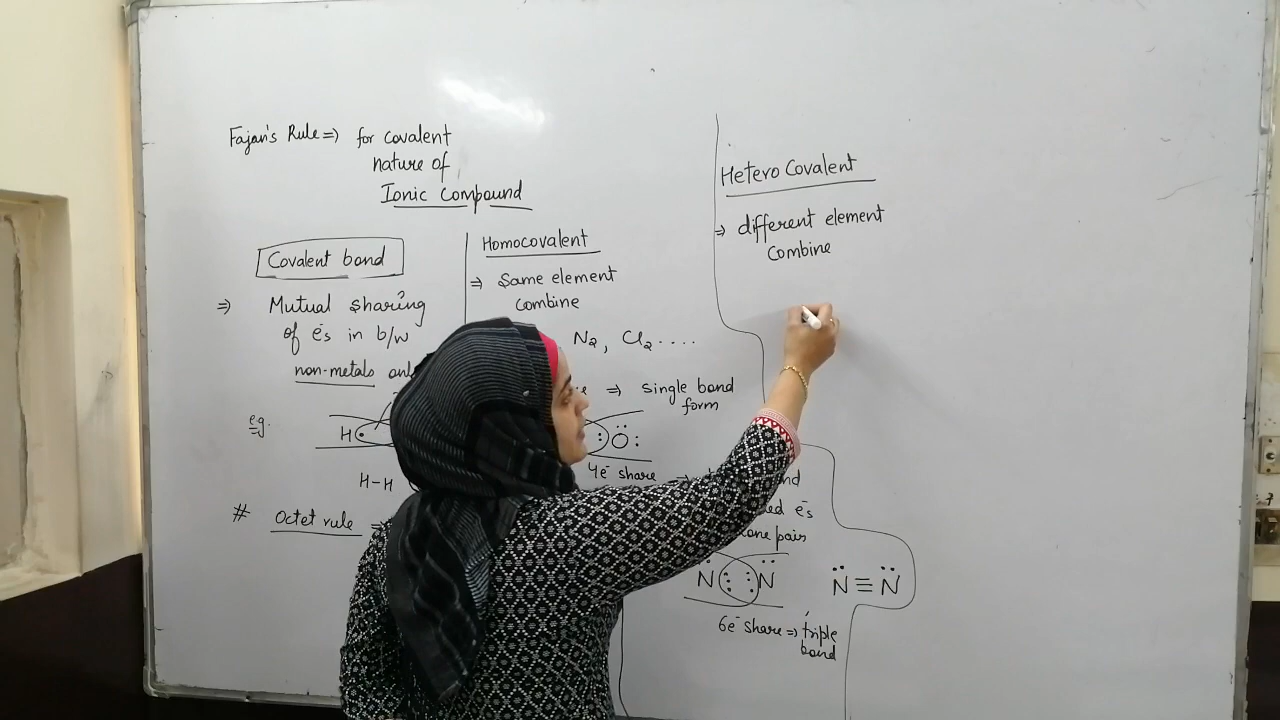 Fajan's Rule ⇒ for covalent
nature of
Ionic Compound
Covalent bond
⇒ Mutual sharing
of e⁻s in b/w
non-metals
e.g.
H
H-H
# Octet rule ⇒
Homocovalent
⇒ Same element
combine
N₂, Cl₂ ....
⇒ single bond
form
:Ö:
4e⁻ share →
e⁻s
lone pairs
N̈ ⋮⋮ N̈
6e⁻ share ⇒ triple
bond
N̈ ≡ N̈
Hetero Covalent
⇒ different element
Combine